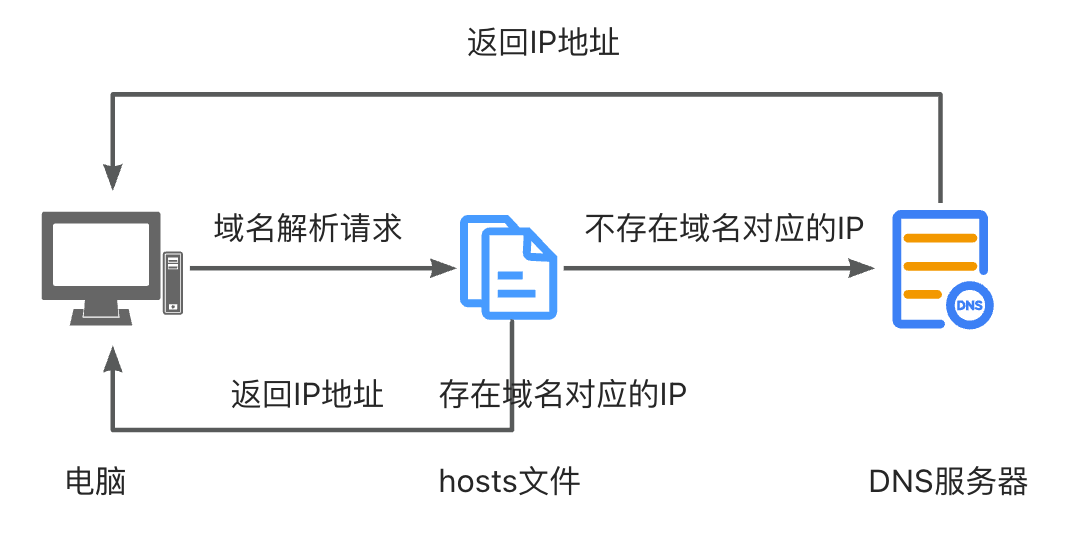 返回IP地址
域名解析请求
不存在域名对应的IP
DNS
返回IP地址
存在域名对应的IP
电脑
hosts文件
DNS服务器